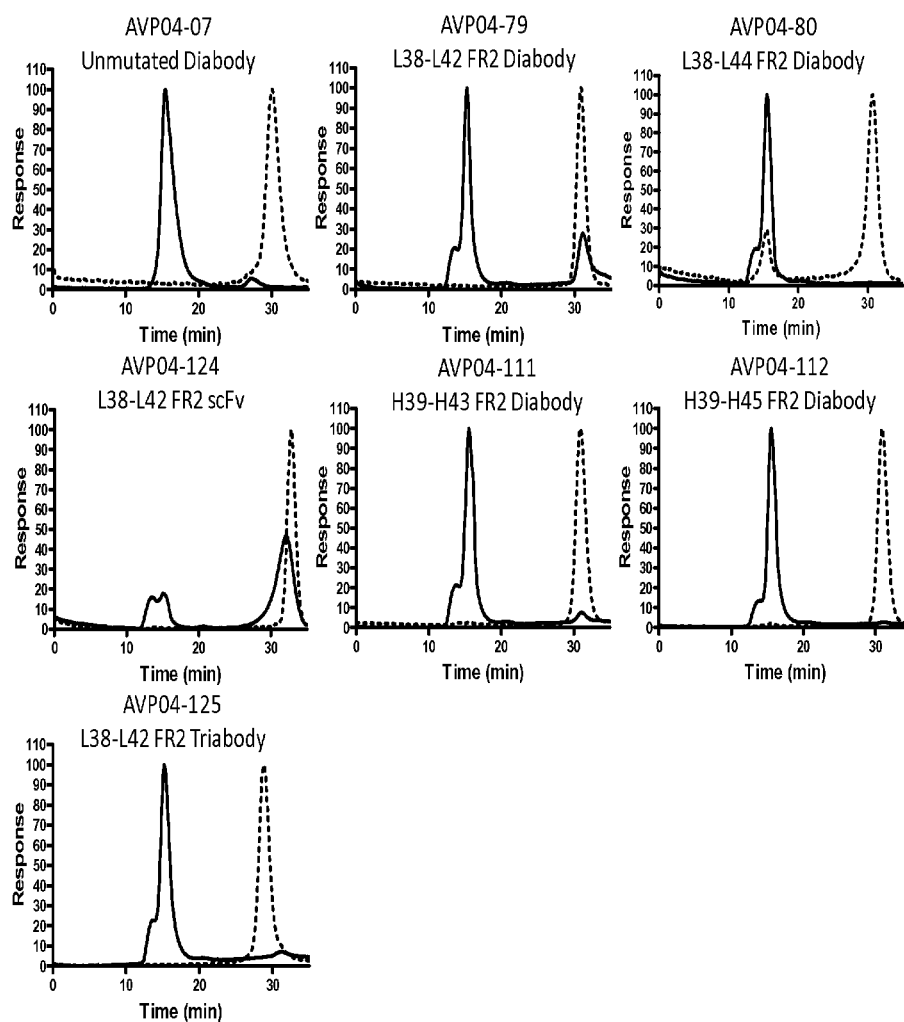 AVP04-07
Unmutated Diabody
110
100
90
80
70
60
50
40
30
20
10
0
Response
0 10 20 30
Time (min)
AVP04-79
L38-L42 FR2 Diabody
110
100
90
80
70
60
50
40
30
20
10
0
Response
0 10 20 30
Time (min)
AVP04-80
L38-L44 FR2 Diabody
110
100
90
80
70
60
50
40
30
20
10
0
Response
0 10 20 30
Time (min)
AVP04-124
L38-L42 FR2 scFv
110
100
90
80
70
60
50
40
30
20
10
0
Response
0 10 20 30
Time (min)
AVP04-111
H39-H43 FR2 Diabody
110
100
90
80
70
60
50
40
30
20
10
0
Response
0 10 20 30
Time (min)
AVP04-112
H39-H45 FR2 Diabody
110
100
90
80
70
60
50
40
30
20
10
0
Response
0 10 20 30
Time (min)
AVP04-125
L38-L42 FR2 Triabody
110
100
90
80
70
60
50
40
30
20
10
0
Response
0 10 20 30
Time (min)